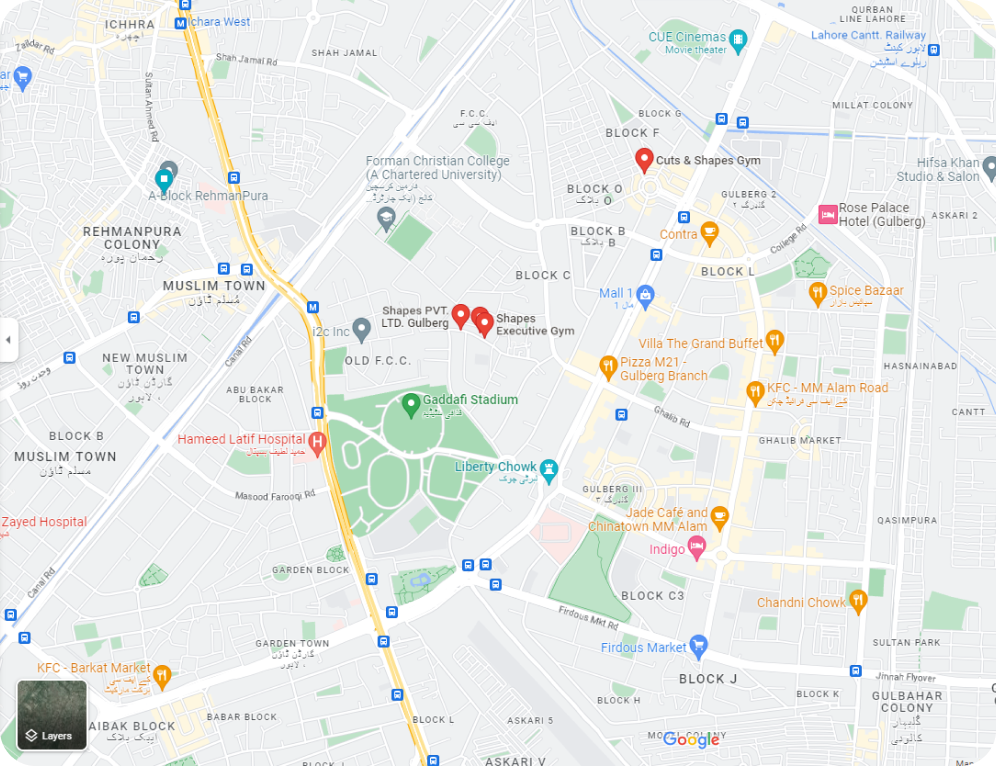 ICHHRA
اچھرہ
Ichara West
Zaildar Rd
Shah Jamal Rd
SHAH JAMAL
Sultan Ahmed Rd
CUE Cinemas
Movie theater
QURBAN
LINE LAHORE
Lahore Cantt. Railway
لاہور کینٹ
ریلوے اسٹیشن
MILLAT COLONY
F.C.C.
ایف سی سی
BLOCK G
BLOCK F
Forman Christian College
(A Chartered University)
فارمین کرسچین
Cuts & Shapes Gym
Hifsa Khan
Studio & Salon
A-Block RehmanPura
BLOCK O
بلاک O
GULBERG 2
گلبرگ ٢
Rose Palace
Hotel (Gulberg)
ASKARI 2
REHMANPURA
COLONY
رحمان پورہ
BLOCK B
بلاک B
Contra
College Rd
BLOCK L
BLOCK C
MUSLIM TOWN
مُسلم ٹاؤن
Mall 1
مال 1
Spice Bazaar
سپائیس بازار
Shapes PVT.
LTD. Gulberg
Shapes
Executive Gym
i2c Inc
Canal Rd
Villa The Grand Buffet
NEW MUSLIM
TOWN
گارڈن ٹاؤن
، لاہور
وحدت روڈ
OLD F.C.C.
Pizza M21 -
Gulberg Branch
HASNAINABAD
ABU BAKAR
BLOCK
KFC - MM Alam Road
کے ایف سی
Gaddafi Stadium
قذافی سٹیڈیم
Ghalib Rd
CANTT
BLOCK B
MUSLIM TOWN
مسلم ٹاؤن
Hameed Latif Hospital
حمید لطیف ہسپتال
GHALIB MARKET
Liberty Chowk
لبرٹی چوک
Masood Farooqi Rd
GULBERG III
گلبرگ ٣
Zayed Hospital
Jade Café and
Chinatown MM Alam
QASIMPURA
Indigo
Canal Rd
GARDEN BLOCK
BLOCK C3
Chandni Chowk
Firdous Mkt Rd
GARDEN TOWN
گارڈن ٹاؤن
، لاہور
Firdous Market
SULTAN PARK
KFC - Barkat Market
کے ایف سی
برکت مارکیٹ
Jinnah Flyover
BLOCK J
BLOCK K
BLOCK H
GULBAHAR
COLONY
گلبہار
کالونی
AIBAK BLOCK
ایبک بلاک
BABAR BLOCK
BLOCK L
ASKARI 5
Layers
Google
ASKARI V